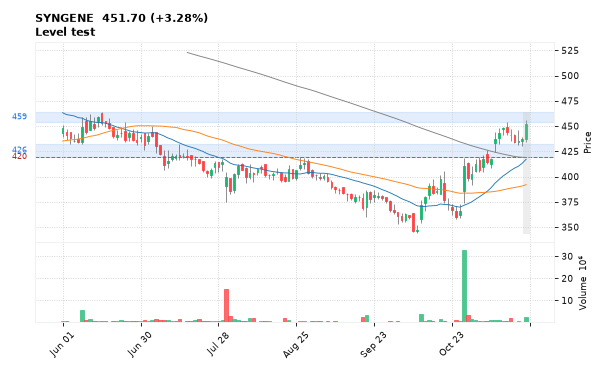 SYNGENE 451.70 (+3.28%)
Level test
525
500
475
450
425
400
375
350
Price
459
426
420
30
20
10
Volume 10⁶
Jun 01
Jun 30
Jul 28
Aug 25
Sep 23
Oct 23